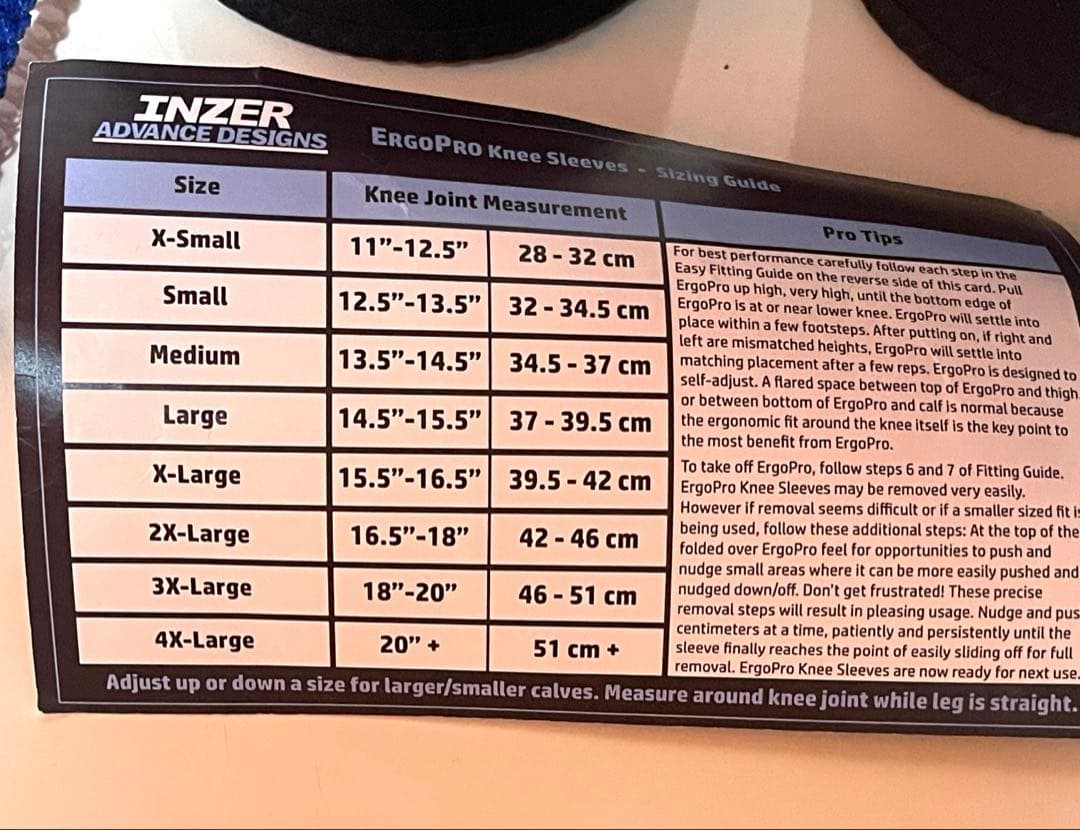 INZER
ADVANCE DESIGNS
ERGOPRO Knee Sleeves - Sizing Guide
Size
Knee Joint Measurement
Pro Tips
X-Small
11”-12.5”
28 - 32 cm
Small
12.5”-13.5”
32 - 34.5 cm
Medium
13.5”-14.5”
34.5 - 37 cm
Large
14.5”-15.5”
37 - 39.5 cm
X-Large
15.5”-16.5”
39.5 - 42 cm
2X-Large
16.5”-18”
42 - 46 cm
3X-Large
18”-20”
46 - 51 cm
4X-Large
20” +
51 cm +
For best performance carefully follow each step in the
Easy Fitting Guide on the reverse side of this card. Pull
ErgoPro up high, very high, until the bottom edge of
ErgoPro is at or near lower knee. ErgoPro will settle into
place within a few footsteps. After putting on, if right and
left are mismatched heights, ErgoPro will settle into
matching placement after a few reps. ErgoPro is designed to
self-adjust. A flared space between top of ErgoPro and thigh
or between bottom of ErgoPro and calf is normal because
the ergonomic fit around the knee itself is the key point to
the most benefit from ErgoPro.
To take off ErgoPro, follow steps 6 and 7 of Fitting Guide.
ErgoPro Knee Sleeves may be removed very easily.
However if removal seems difficult or if a smaller sized fit is
being used, follow these additional steps: At the top of the
folded over ErgoPro feel for opportunities to push and
nudge small areas where it can be more easily pushed and
nudged down/off. Don't get frustrated! These precise
removal steps will result in pleasing usage. Nudge and pus
centimeters at a time, patiently and persistently until the
sleeve finally reaches the point of easily sliding off for full
removal. ErgoPro Knee Sleeves are now ready for next use.
Adjust up or down a size for larger/smaller calves. Measure around knee joint while leg is straight.